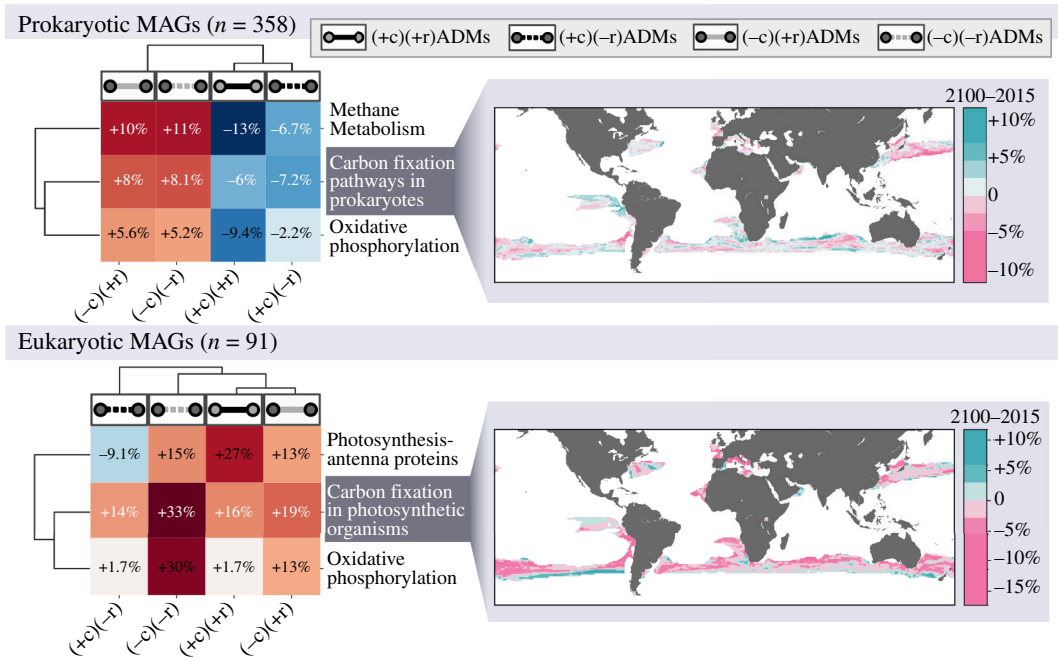 Prokaryotic MAGs (n = 358)
(+c)(+r)ADMs (+c)(−r)ADMs (−c)(+r)ADMs (−c)(−r)ADMs
Methane
Metabolism
+10% +11% −13% −6.7%
Carbon fixation
pathways in
prokaryotes
+8% +8.1% −6% −7.2%
Oxidative
phosphorylation
+5.6% +5.2% −9.4% −2.2%
(−c)(+r) (−c)(−r) (+c)(+r) (+c)(−r)
2100–2015
+10%
+5%
0
−5%
−10%
Eukaryotic MAGs (n = 91)
Photosynthesis-
antenna proteins
−9.1% +15% +27% +13%
Carbon fixation
in photosynthetic
organisms
+14% +33% +16% +19%
Oxidative
phosphorylation
+1.7% +30% +1.7% +13%
(+c)(−r) (−c)(−r) (+c)(+r) (−c)(+r)
2100–2015
+10%
+5%
0
−5%
−10%
−15%